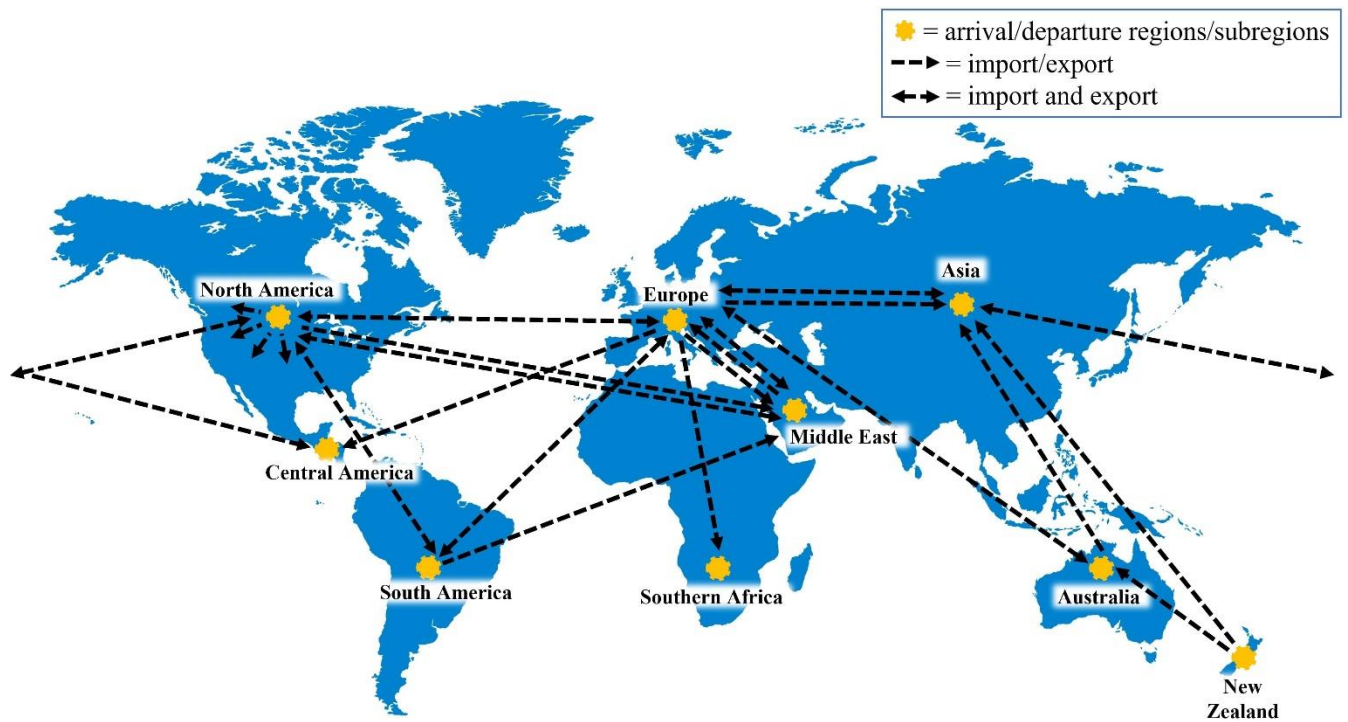 = arrival/departure regions/subregions
= import/export
= import and export
North America
Europe
Asia
Middle East
Central America
South America
Southern Africa
Australia
New
Zealand